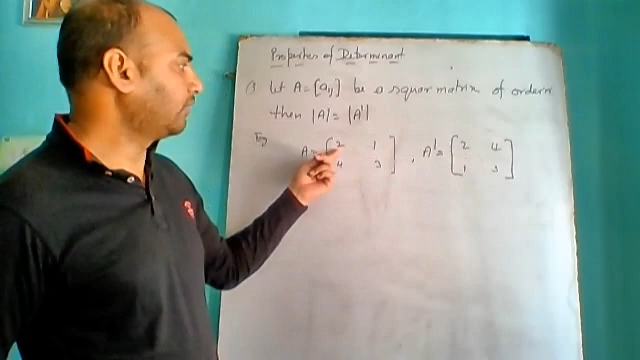 Properties of Determinant
① Let A = [aij] be a squar matrix of order n
then |A| = |A'|
Eg A = [2 1 , A' = [2 4
4 3] 1 3]